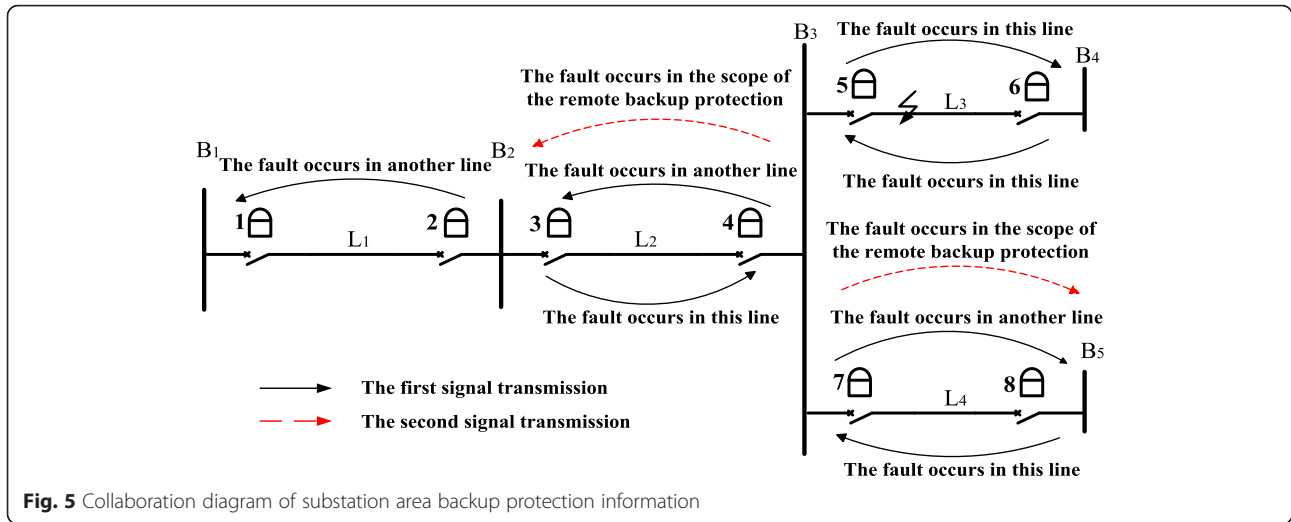 B3
The fault occurs in this line
B4
5
6
L3
The fault occurs in this line
The fault occurs in the scope of
the remote backup protection
B1
The fault occurs in another line
B2
The fault occurs in another line
1
2
3
4
L1
L2
The fault occurs in this line
The fault occurs in the scope of
the remote backup protection
The fault occurs in another line
B5
7
8
L4
The fault occurs in this line
The first signal transmission
The second signal transmission
Fig. 5 Collaboration diagram of substation area backup protection information